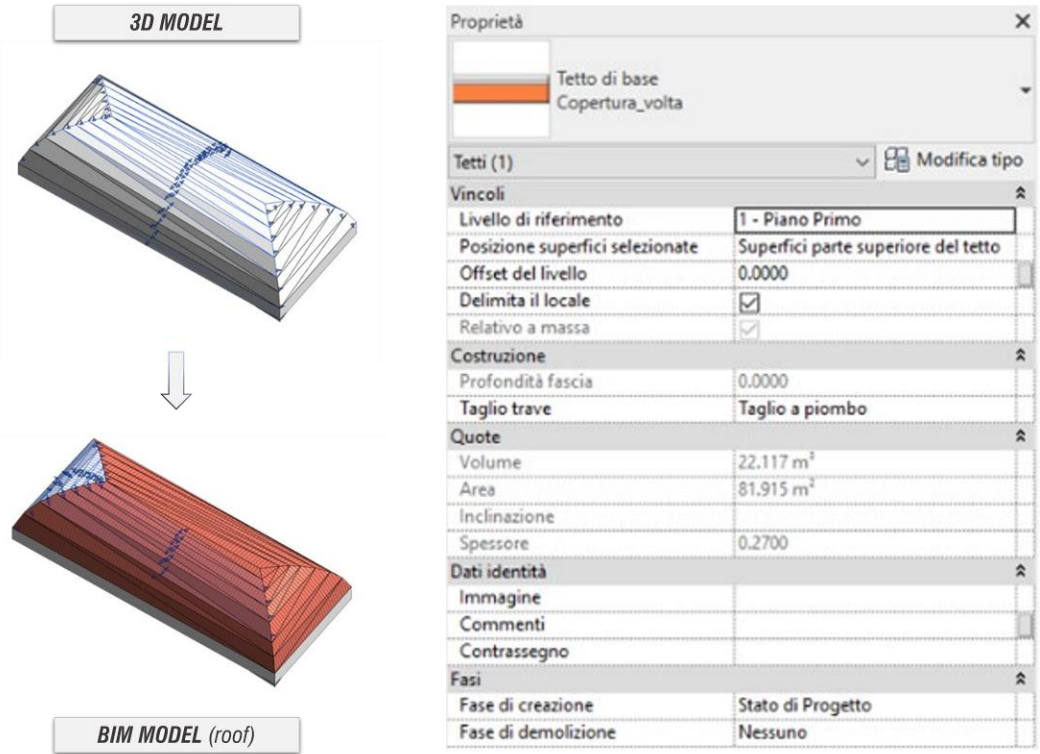 3D MODEL
BIM MODEL (roof)
Proprietà
Tetto di base
Copertura_volta
Tetti (1)
Modifica tipo
Vincoli
Livello di riferimento 1 - Piano Primo
Posizione superfici selezionate Superfici parte superiore del tetto
Offset del livello 0.0000
Delimita il locale
Relativo a massa
Costruzione
Profondità fascia 0.0000
Taglio trave Taglio a piombo
Quote
Volume 22.117 m³
Area 81.915 m²
Inclinazione
Spessore 0.2700
Dati identità
Immagine
Commenti
Contrassegno
Fasi
Fase di creazione Stato di Progetto
Fase di demolizione Nessuno